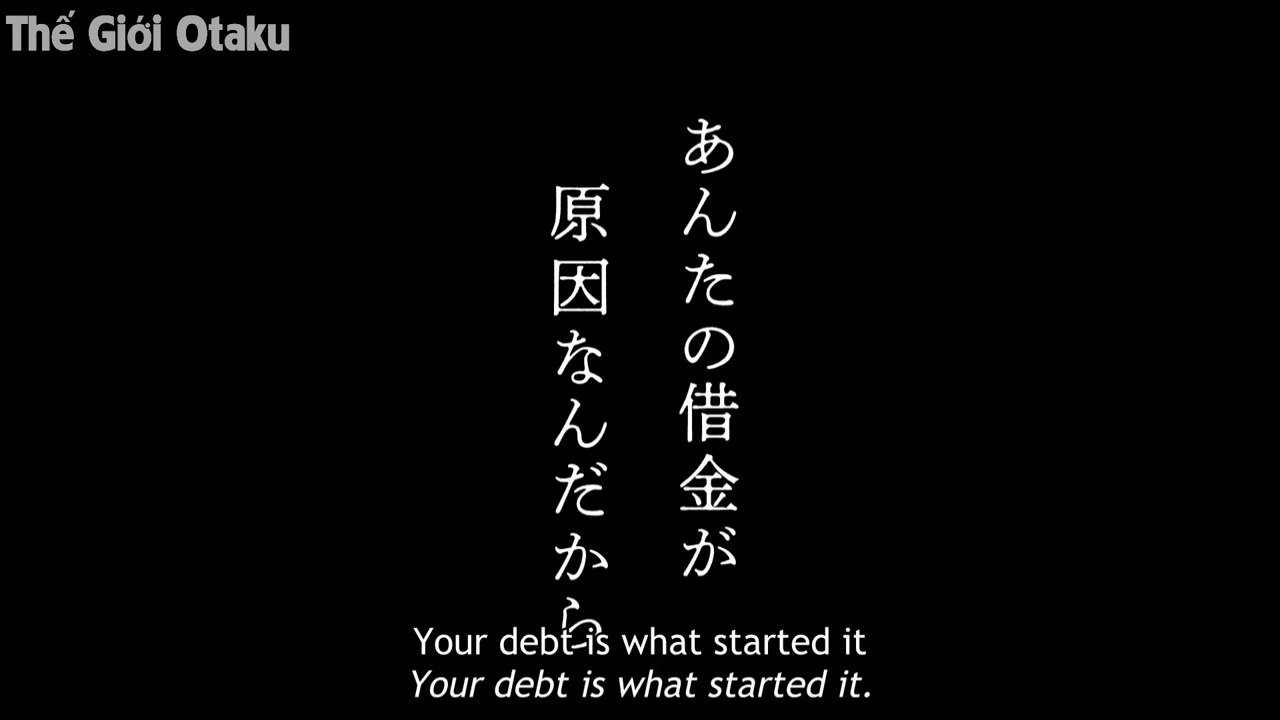 Thế Giới Otaku
あんたの借金が
原因なんだから
Your debt is what started it
Your debt is what started it.